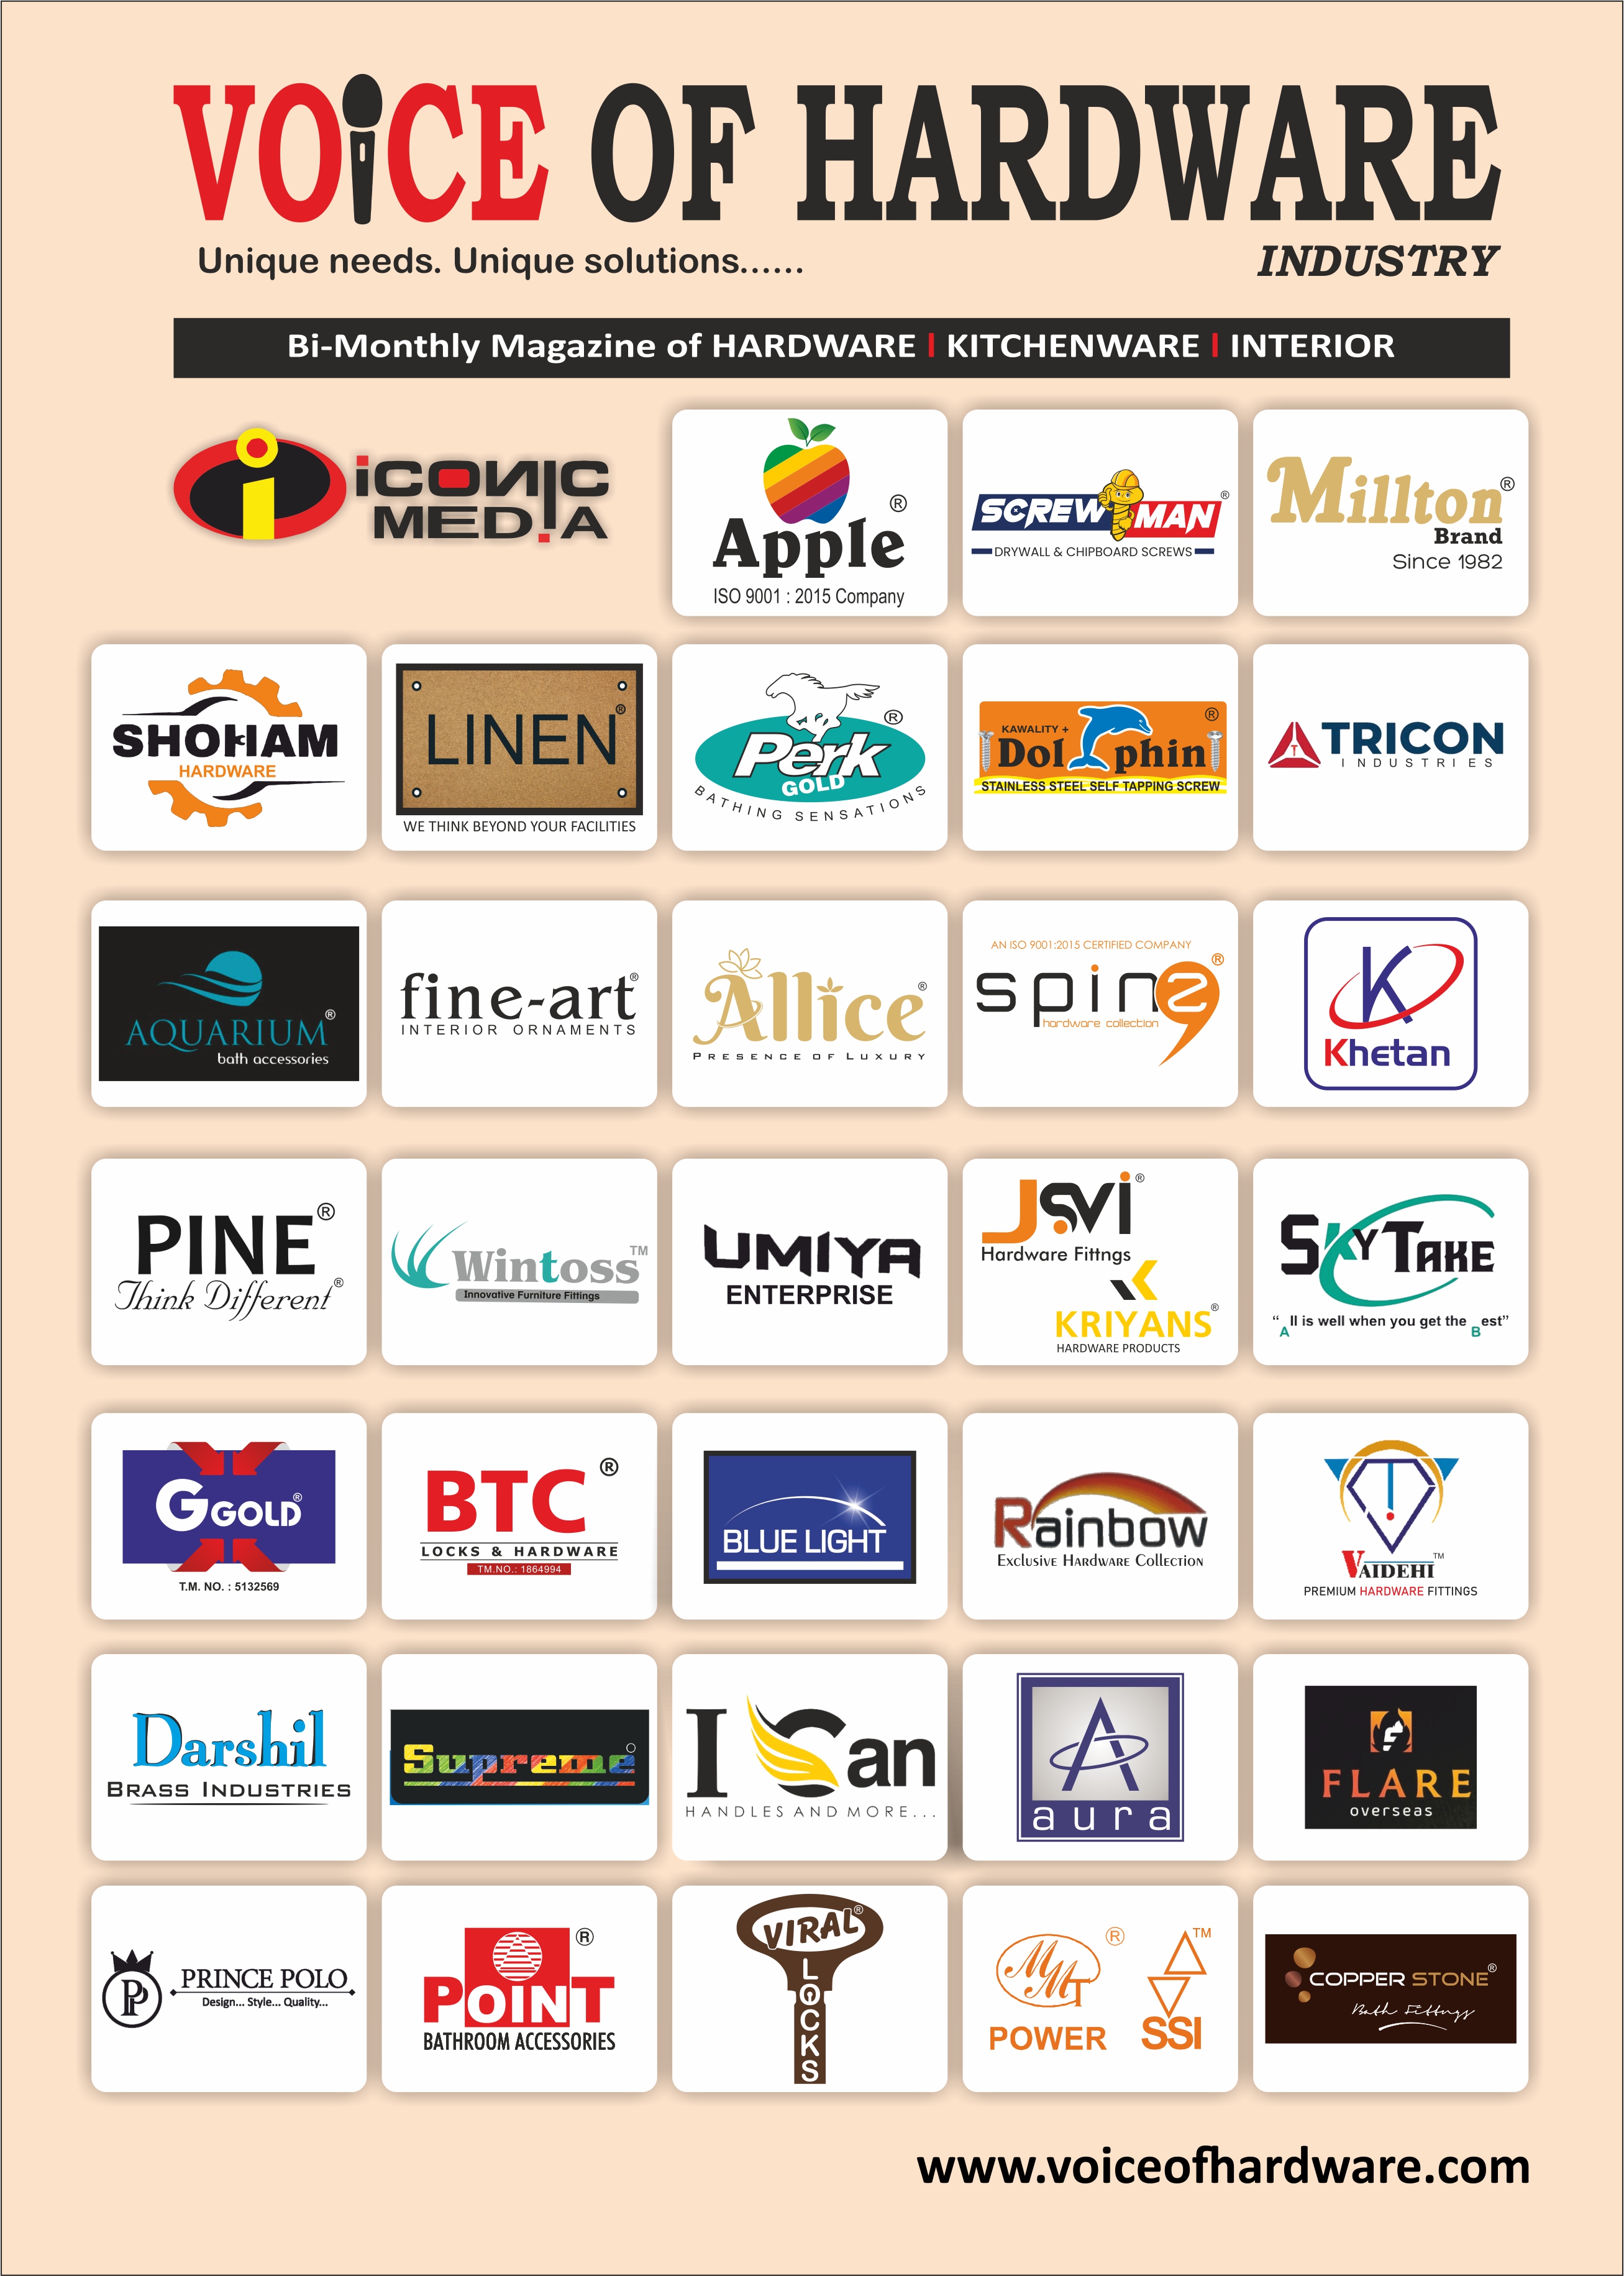 VOiCE OF HARDWARE
Unique needs. Unique solutions......
INDUSTRY
Bi-Monthly Magazine of HARDWARE | KITCHENWARE | INTERIOR
iCONIC
MEDIA
Apple ®
ISO 9001 : 2015 Company
SCREW MAN ®
DRYWALL & CHIPBOARD SCREWS
Millton ®
Brand
Since 1982
SHOHAM
HARDWARE
LINEN ®
WE THINK BEYOND YOUR FACILITIES
Perk ®
GOLD
BATHING SENSATIONS
KAWALITY + ®
Dolphin
STAINLESS STEEL SELF TAPPING SCREW
TRICON
INDUSTRIES
AQUARIUM ®
bath accessories
fine-art ®
INTERIOR ORNAMENTS
Allice ®
PRESENCE OF LUXURY
AN ISO 9001:2015 CERTIFIED COMPANY
spin2 ®
hardware collection
K
Khetan
PINE ®
Think Different ®
Wintoss ™
Innovative Furniture Fittings
UMIYA
ENTERPRISE
JSVI ®
Hardware Fittngs
KRIYANS ®
HARDWARE PRODUCTS
SKYTAKE
“All is well when you get the Best”
GGOLD ®
T.M. NO. : 5132569
BTC ®
LOCKS & HARDWARE
TM.NO.: 1864994
BLUE LIGHT
Rainbow
EXCLUSIVE HARDWARE COLLECTION
VAIDEHI ™
PREMIUM HARDWARE FITTINGS
Darshil
BRASS INDUSTRIES
Supreme
I Can
HANDLES AND MORE...
A
aura
FLARE
overseas
PP
PRINCE POLO
Design... Style... Quality...
POINT ®
BATHROOM ACCESSORIES
VIRAL ®
LOCKS
MMT ®
POWER
™
SSI
COPPER STONE ®
Bath Fittings
www.voiceofhardware.com